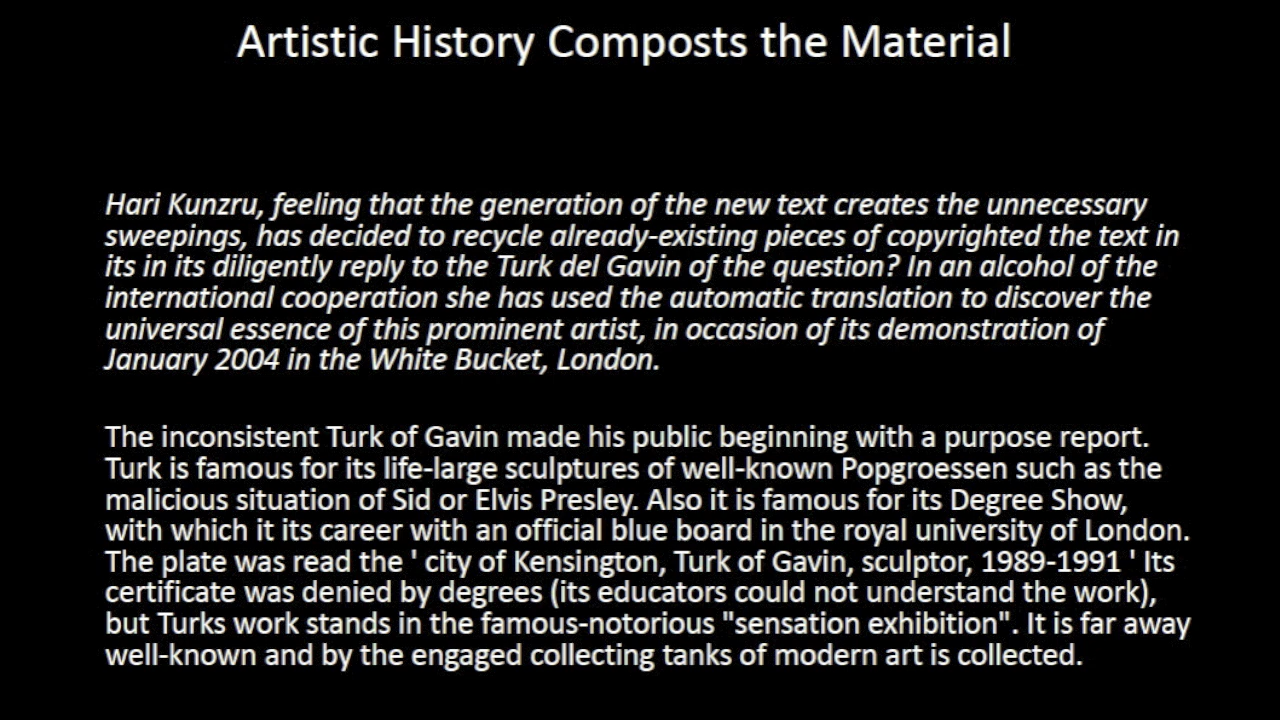 Artistic History Composts the Material
Hari Kunzru, feeling that the generation of the new text creates the unnecessary
sweepings, has decided to recycle already-existing pieces of copyrighted the text in
its in its diligently reply to the Turk del Gavin of the question? In an alcohol of the
international cooperation she has used the automatic translation to discover the
universal essence of this prominent artist, in occasion of its demonstration of
January 2004 in the White Bucket, London.
The inconsistent Turk of Gavin made his public beginning with a purpose report.
Turk is famous for its life-large sculptures of well-known Popgroessen such as the
malicious situation of Sid or Elvis Presley. Also it is famous for its Degree Show,
with which it its career with an official blue board in the royal university of London.
The plate was read the ' city of Kensington, Turk of Gavin, sculptor, 1989-1991 ' Its
certificate was denied by degrees (its educators could not understand the work),
but Turks work stands in the famous-notorious "sensation exhibition". It is far away
well-known and by the engaged collecting tanks of modern art is collected.